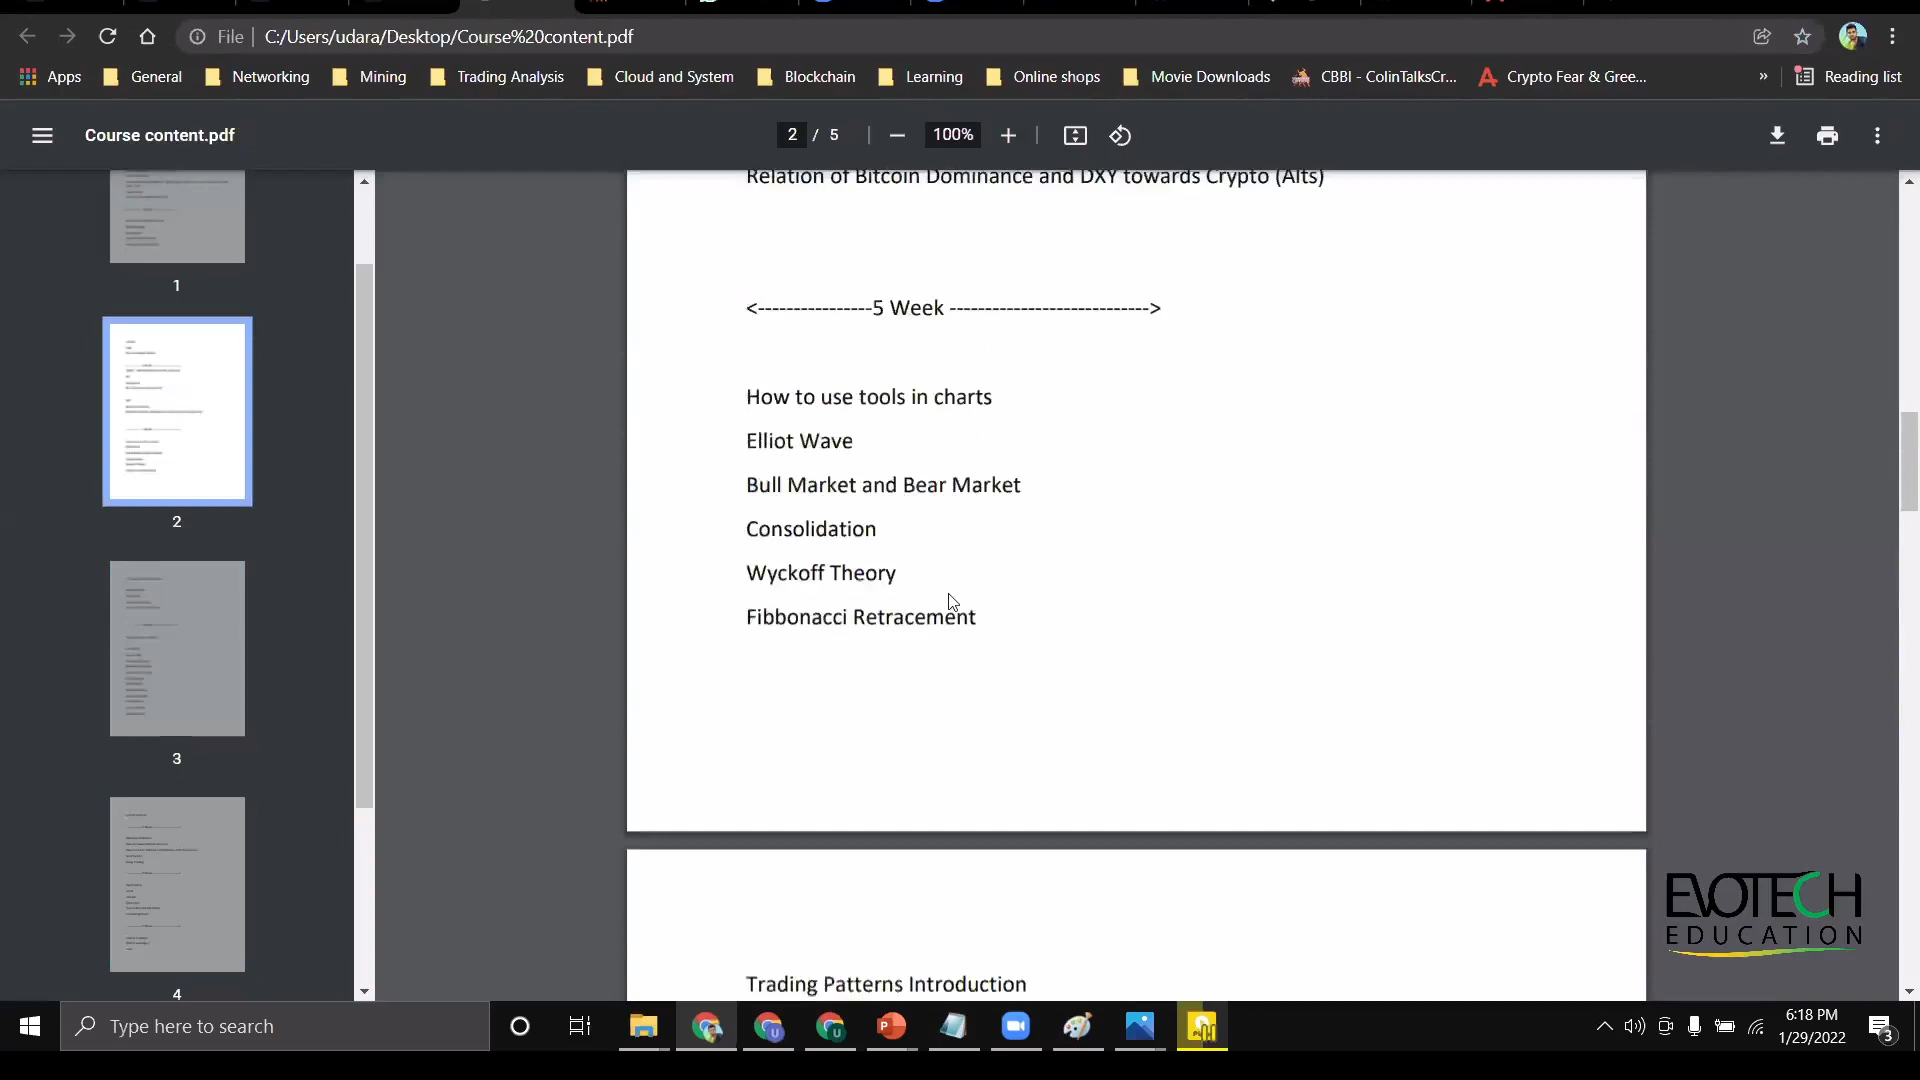 File
C:/Users/udara/Desktop/Course%20content.pdf
Apps
General
Networking
Mining
Trading Analysis
Cloud and System
Blockchain
Learning
Online shops
Movie Downloads
CBBI - ColinTalksCr...
Crypto Fear & Gree...
»
Reading list
Course content.pdf
2 / 5
100%
1
2
3
4
Relation of Bitcoin Dominance and DXY towards Crypto (Alts)
<----------------5 Week ---------------------------->
How to use tools in charts
Elliot Wave
Bull Market and Bear Market
Consolidation
Wyckoff Theory
Fibbonacci Retracement
Trading Patterns Introduction
EVOTECH
EDUCATION
Type here to search
6:18 PM
1/29/2022
3